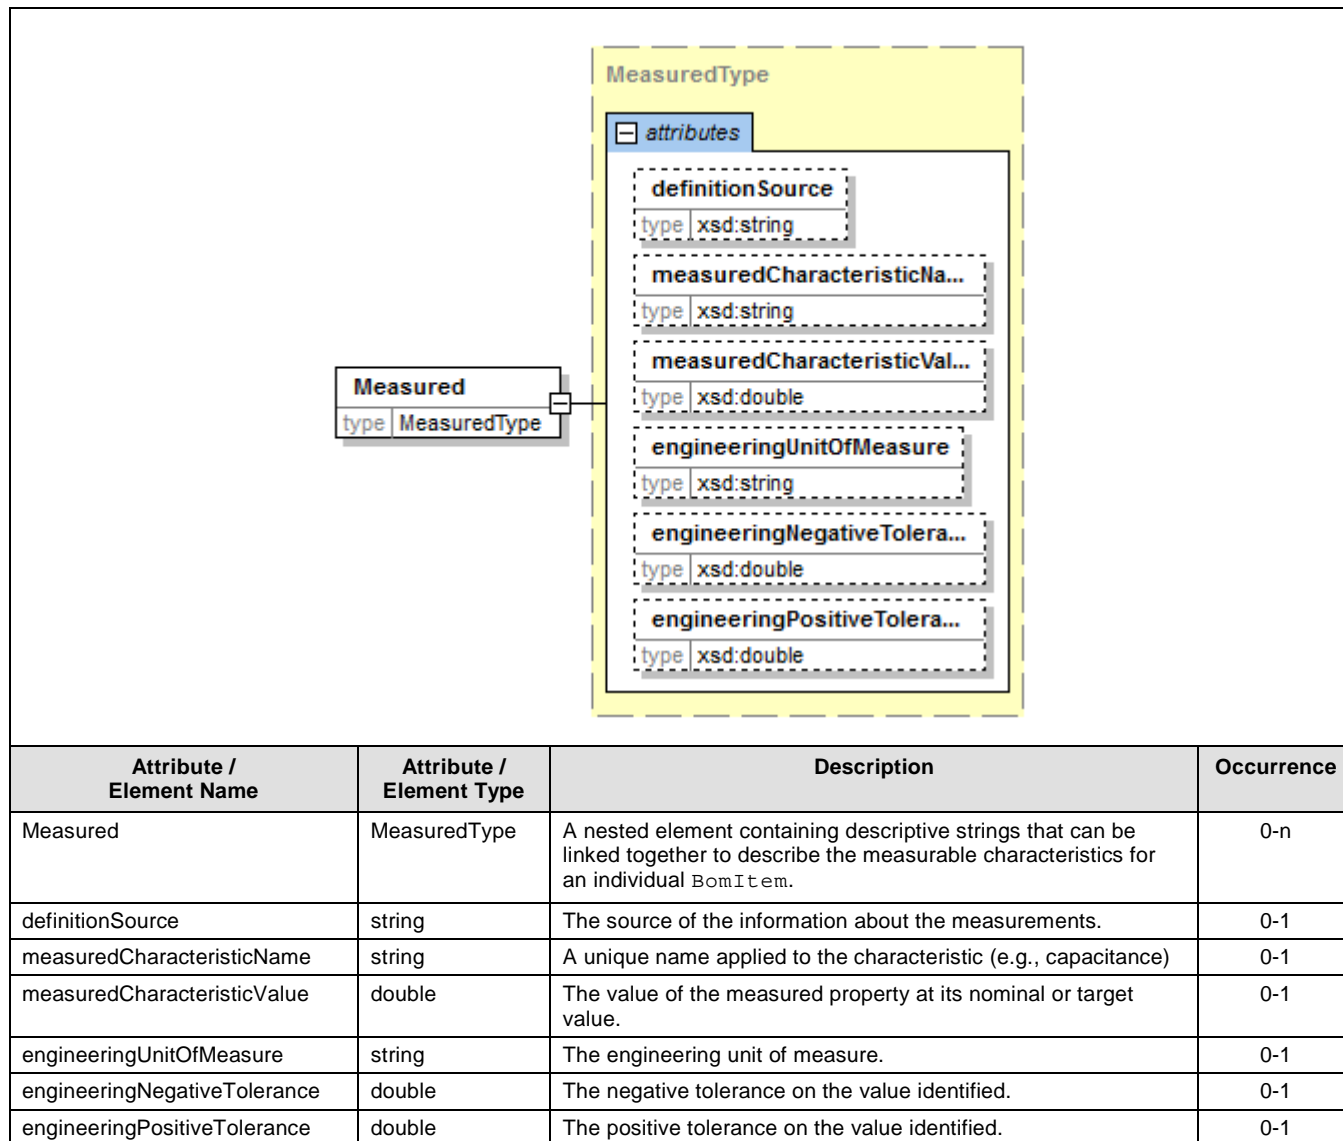 MeasuredType
attributes
definitionSource
type xsd:string
measuredCharacteristicNa...
type xsd:string
measuredCharacteristicVal...
type xsd:double
Measured
type MeasuredType
engineeringUnitOfMeasure
type xsd:string
engineeringNegativeTolera...
type xsd:double
engineeringPositiveTolera...
type xsd:double
Attribute / Element Name
Attribute / Element Type
Description
Occurrence
Measured
MeasuredType
A nested element containing descriptive strings that can be
linked together to describe the measurable characteristics for
an individual BomItem.
0-n
definitionSource
string
The source of the information about the measurements.
0-1
measuredCharacteristicName
string
A unique name applied to the characteristic (e.g., capacitance)
0-1
measuredCharacteristicValue
double
The value of the measured property at its nominal or target
value.
0-1
engineeringUnitOfMeasure
string
The engineering unit of measure.
0-1
engineeringNegativeTolerance
double
The negative tolerance on the value identified.
0-1
engineeringPositiveTolerance
double
The positive tolerance on the value identified.
0-1